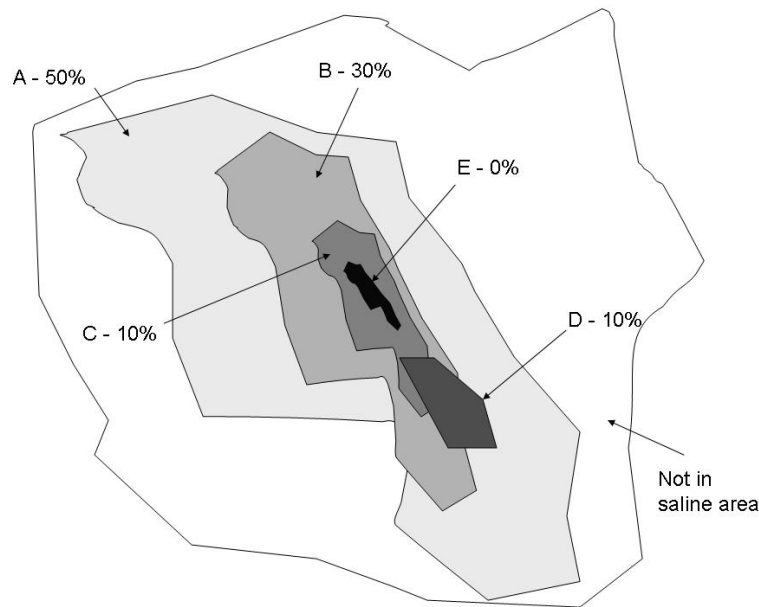 B - 30%
A - 50%
E - 0%
D - 10%
C - 10%
Not in
saline area